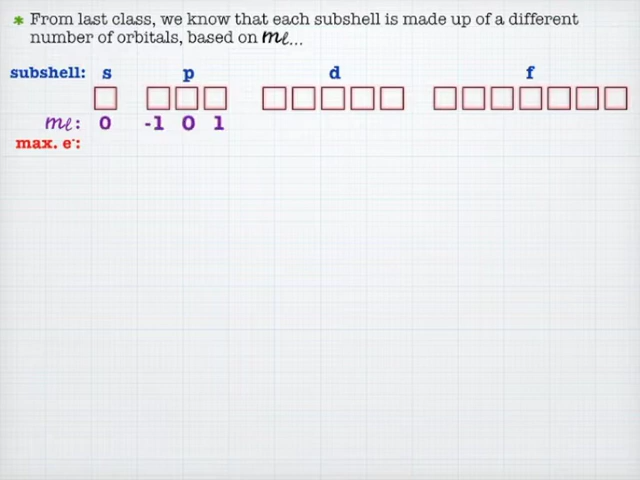 * From last class, we know that each subshell is made up of a different
number of orbitals, based on mℓ...
subshell: s p d f
mℓ: 0 -1 0 1
max. e⁻: